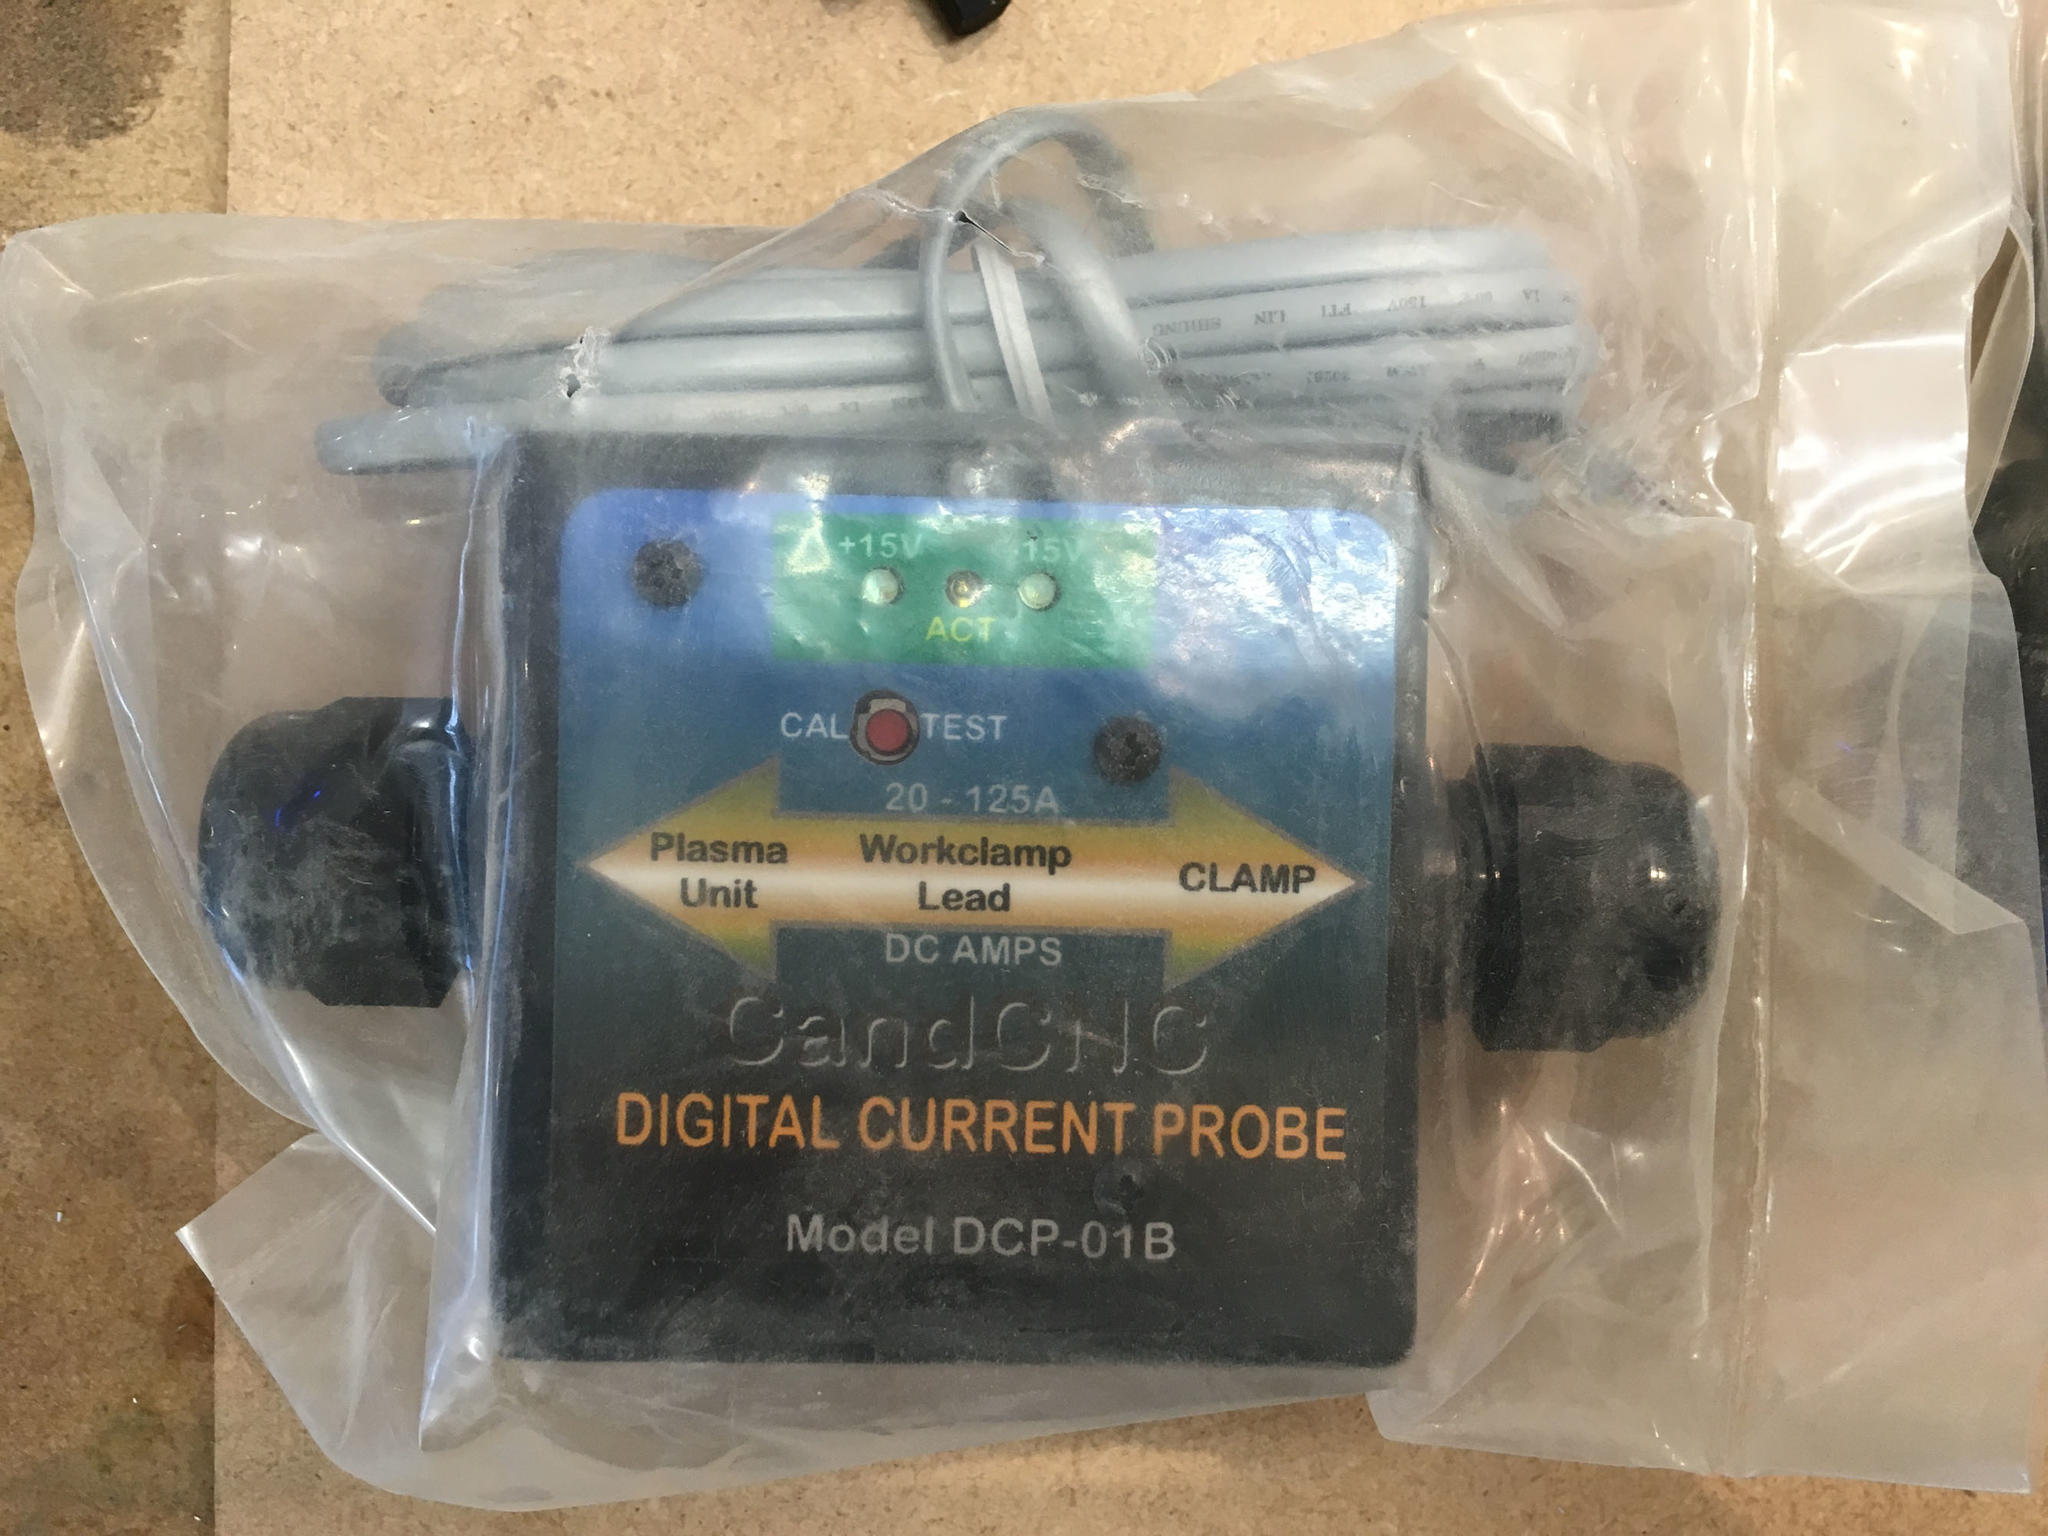 +15V
15V
ACT
CAL
TEST
20 - 125A
Plasma
Unit
Workclamp
Lead
CLAMP
DC AMPS
CandCNC
DIGITAL CURRENT PROBE
Model DCP-01B